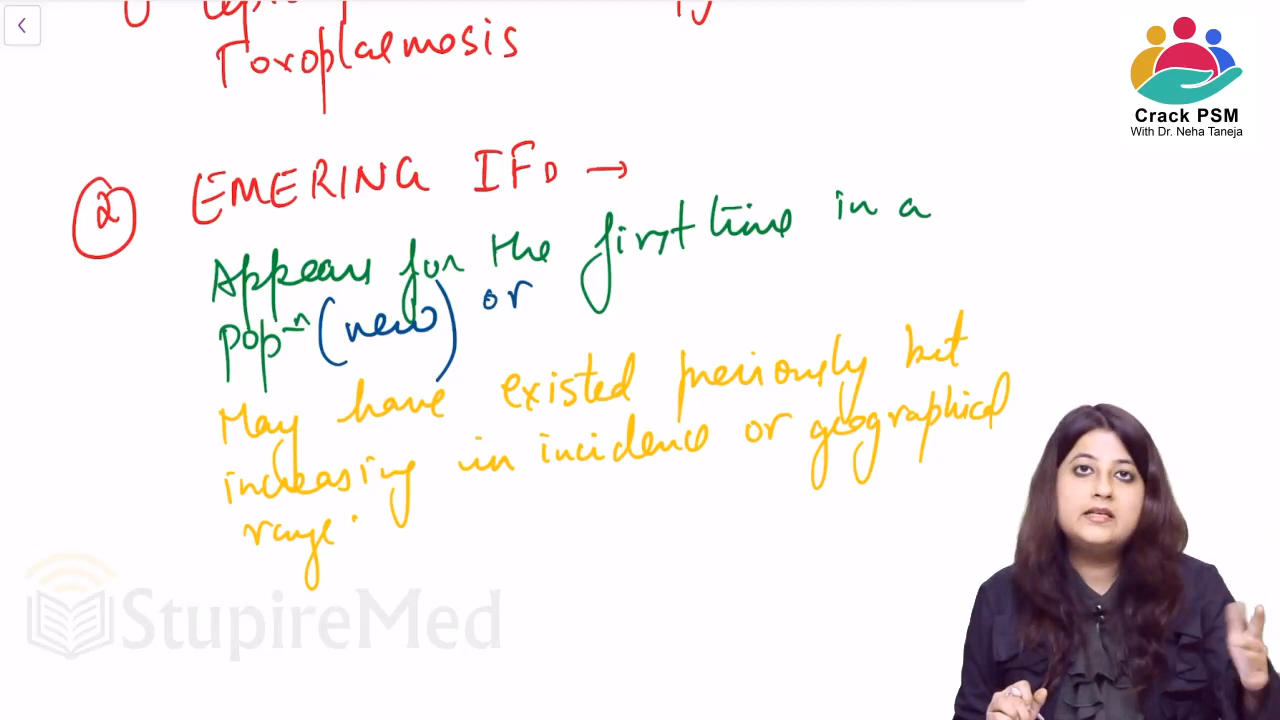 Toxoplasmosis
② EMERING IFD →
Appears for the first time in a
popⁿ (new) or
May have existed previously but
increasing in incidence or geographical
range.
Crack PSM
With Dr. Neha Taneja
StupireMed